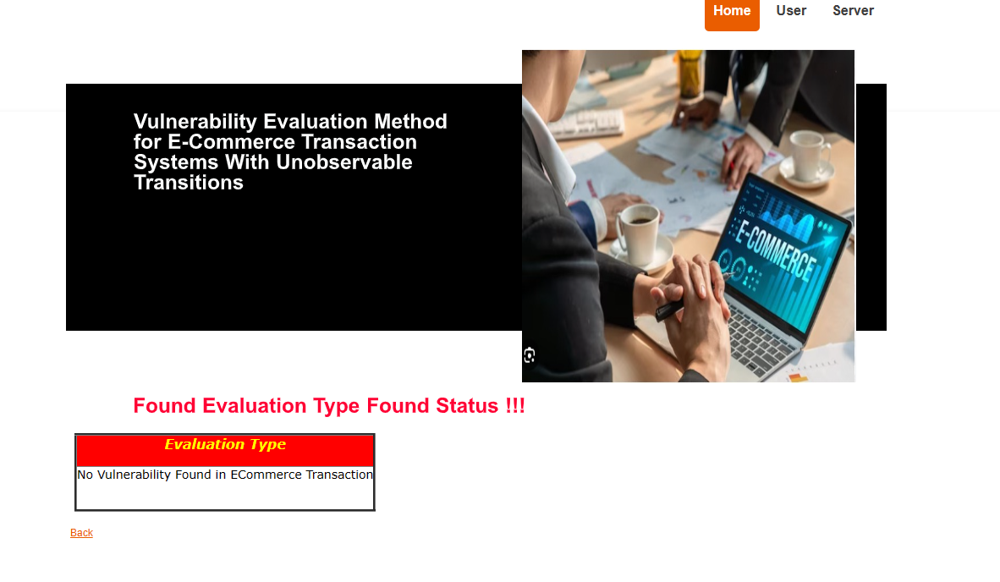 Home User Server
Vulnerability Evaluation Method
for E-Commerce Transaction
Systems With Unobservable
Transitions
E-COMMERCE
Found Evaluation Type Found Status !!!
Evaluation Type
No Vulnerability Found in ECommerce Transaction
Back